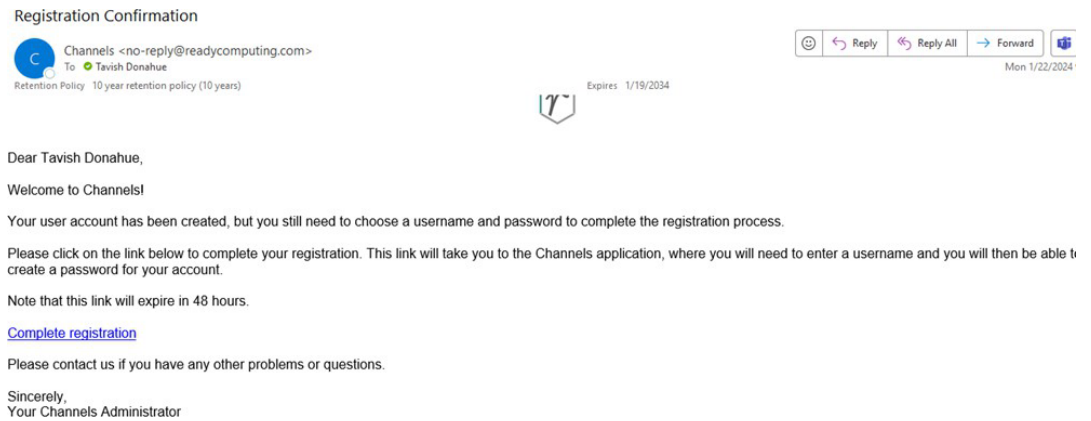 Registration Confirmation
C
Channels <no-reply@readycomputing.com>
To Tavish Donahue
Reply
Reply All
Forward
Mon 1/22/2024
Retention Policy 10 year retention policy (10 years)
Expires 1/19/2034
r
Dear Tavish Donahue,
Welcome to Channels!
Your user account has been created, but you still need to choose a username and password to complete the registration process.
Please click on the link below to complete your registration. This link will take you to the Channels application, where you will need to enter a username and you will then be able
create a password for your account.
Note that this link will expire in 48 hours.
Complete registration
Please contact us if you have any other problems or questions.
Sincerely,
Your Channels Administrator